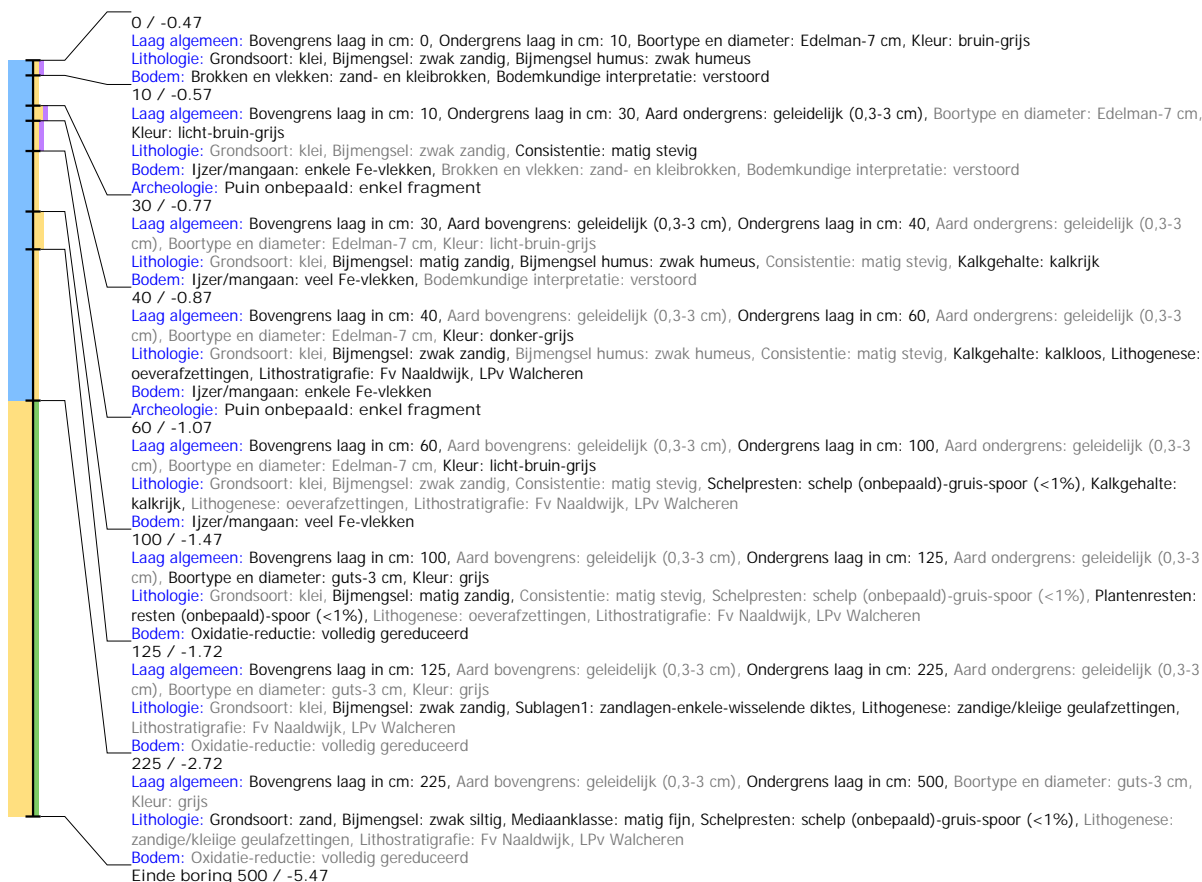 0 / -0.47
Laag algemeen: Bovengrens laag in cm: 0, Ondergrens laag in cm: 10, Boortype en diameter: Edelman-7 cm, Kleur: bruin-grijs
Lithologie: Grondsoort: klei, Bijmengsel: zwak zandig, Bijmengsel humus: zwak humeus
Bodem: Brokken en vlekken: zand- en kleibrokken, Bodemkundige interpretatie: verstoord
10 / -0.57
Laag algemeen: Bovengrens laag in cm: 10, Ondergrens laag in cm: 30, Aard ondergrens: geleidelijk (0,3-3 cm), Boortype en diameter: Edelman-7 cm,
Kleur: licht-bruin-grijs
Lithologie: Grondsoort: klei, Bijmengsel: zwak zandig, Consistentie: matig stevig
Bodem: Ijzer/mangaan: enkele Fe-vlekken, Brokken en vlekken: zand- en kleibrokken, Bodemkundige interpretatie: verstoord
Archeologie: Puin onbepaald: enkel fragment
30 / -0.77
Laag algemeen: Bovengrens laag in cm: 30, Aard bovengrens: geleidelijk (0,3-3 cm), Ondergrens laag in cm: 40, Aard ondergrens: geleidelijk (0,3-3
cm), Boortype en diameter: Edelman-7 cm, Kleur: licht-bruin-grijs
Lithologie: Grondsoort: klei, Bijmengsel: matig zandig, Bijmengsel humus: zwak humeus, Consistentie: matig stevig, Kalkgehalte: kalkrijk
Bodem: Ijzer/mangaan: veel Fe-vlekken, Bodemkundige interpretatie: verstoord
40 / -0.87
Laag algemeen: Bovengrens laag in cm: 40, Aard bovengrens: geleidelijk (0,3-3 cm), Ondergrens laag in cm: 60, Aard ondergrens: geleidelijk (0,3-3
cm), Boortype en diameter: Edelman-7 cm, Kleur: donker-grijs
Lithologie: Grondsoort: klei, Bijmengsel: zwak zandig, Bijmengsel humus: zwak humeus, Consistentie: matig stevig, Kalkgehalte: kalkloos, Lithogenese:
oeverafzettingen, Lithostratigrafie: Fv Naaldwijk, LPv Walcheren
Bodem: Ijzer/mangaan: enkele Fe-vlekken
Archeologie: Puin onbepaald: enkel fragment
60 / -1.07
Laag algemeen: Bovengrens laag in cm: 60, Aard bovengrens: geleidelijk (0,3-3 cm), Ondergrens laag in cm: 100, Aard ondergrens: geleidelijk (0,3-3
cm), Boortype en diameter: Edelman-7 cm, Kleur: licht-bruin-grijs
Lithologie: Grondsoort: klei, Bijmengsel: zwak zandig, Consistentie: matig stevig, Schelpresten: schelp (onbepaald)-gruis-spoor (<1%), Kalkgehalte:
kalkrijk, Lithogenese: oeverafzettingen, Lithostratigrafie: Fv Naaldwijk, LPv Walcheren
Bodem: Ijzer/mangaan: veel Fe-vlekken
100 / -1.47
Laag algemeen: Bovengrens laag in cm: 100, Aard bovengrens: geleidelijk (0,3-3 cm), Ondergrens laag in cm: 125, Aard ondergrens: geleidelijk (0,3-3
cm), Boortype en diameter: guts-3 cm, Kleur: grijs
Lithologie: Grondsoort: klei, Bijmengsel: matig zandig, Consistentie: matig stevig, Schelpresten: schelp (onbepaald)-gruis-spoor (<1%), Plantenresten:
resten (onbepaald)-spoor (<1%), Lithogenese: oeverafzettingen, Lithostratigrafie: Fv Naaldwijk, LPv Walcheren
Bodem: Oxidatie-reductie: volledig gereduceerd
125 / -1.72
Laag algemeen: Bovengrens laag in cm: 125, Aard bovengrens: geleidelijk (0,3-3 cm), Ondergrens laag in cm: 225, Aard ondergrens: geleidelijk (0,3-3
cm), Boortype en diameter: guts-3 cm, Kleur: grijs
Lithologie: Grondsoort: klei, Bijmengsel: zwak zandig, Sublagen1: zandlagen-enkele-wisselende diktes, Lithogenese: zandige/kleiige geulafzettingen,
Lithostratigrafie: Fv Naaldwijk, LPv Walcheren
Bodem: Oxidatie-reductie: volledig gereduceerd
225 / -2.72
Laag algemeen: Bovengrens laag in cm: 225, Aard bovengrens: geleidelijk (0,3-3 cm), Ondergrens laag in cm: 500, Boortype en diameter: guts-3 cm,
Kleur: grijs
Lithologie: Grondsoort: zand, Bijmengsel: zwak siltig, Mediaanklasse: matig fijn, Schelpresten: schelp (onbepaald)-gruis-spoor (<1%), Lithogenese:
zandige/kleiige geulafzettingen, Lithostratigrafie: Fv Naaldwijk, LPv Walcheren
Bodem: Oxidatie-reductie: volledig gereduceerd
Einde boring 500 / -5.47